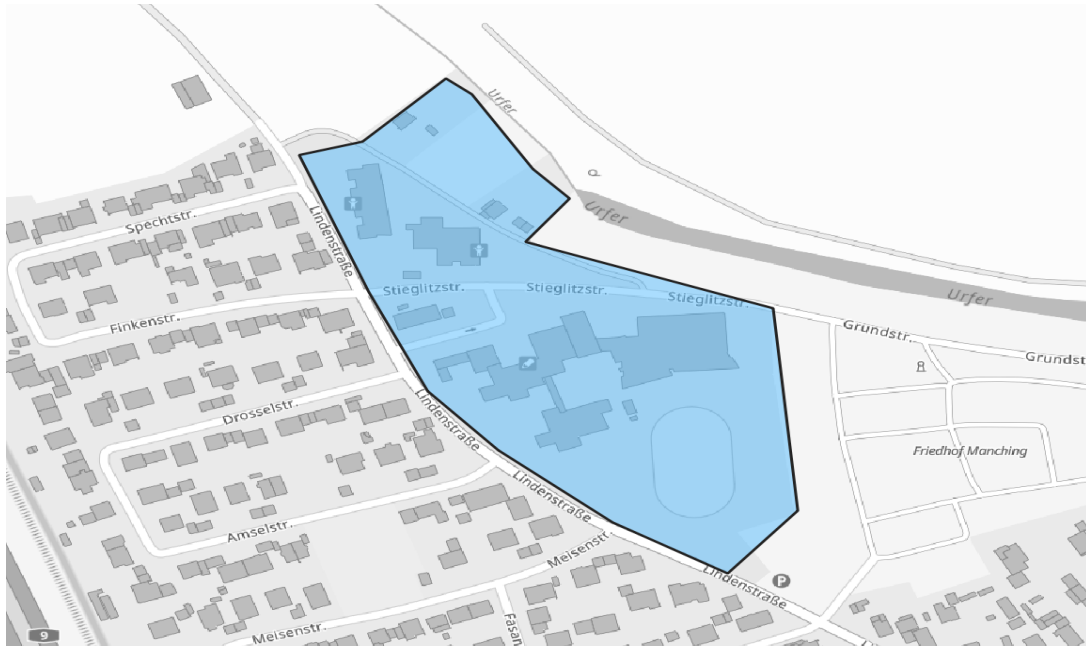 Urfer
Urfer
Urfer
Spechtstr.
Lindenstraße
Stieglitzstr.
Stieglitzstr.
Stieglitzstr.
Finkenstr.
Grundstr.
Grundst
Drosselstr.
Lindenstraße
Friedhof Manching
Lindenstraße
Amselstr.
Meisenstr.
P
Lindenstraße
Fasan
Meisenstr.
9